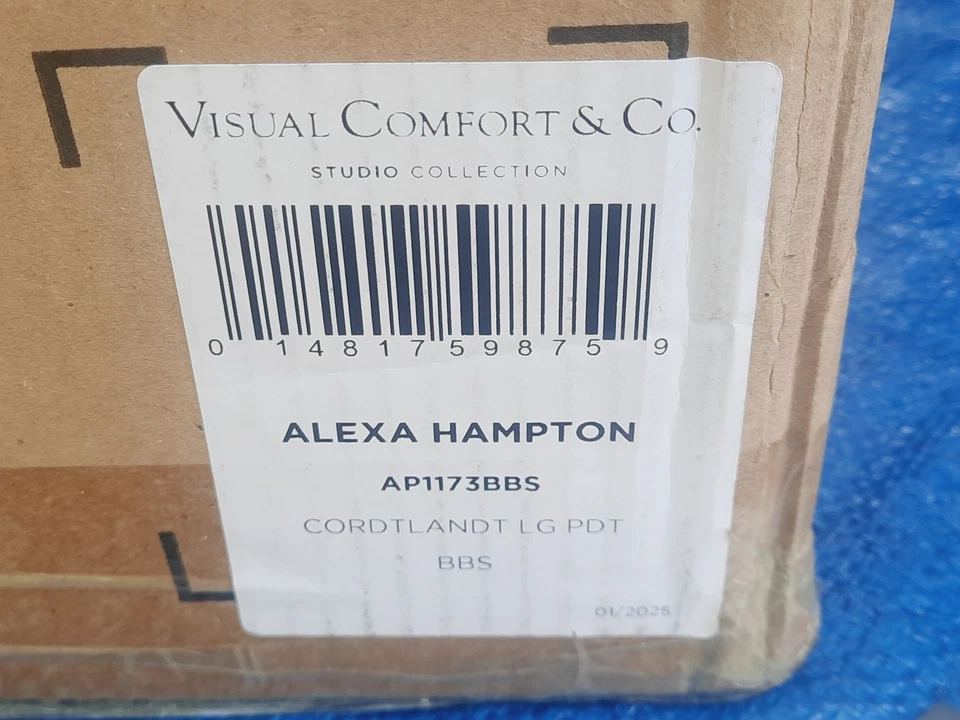 VISUAL COMFORT & CO.
STUDIO COLLECTION
0 14817 59875 9
ALEXA HAMPTON
AP1173BBS
CORDTLANDT LG PDT
BBS
01/2025